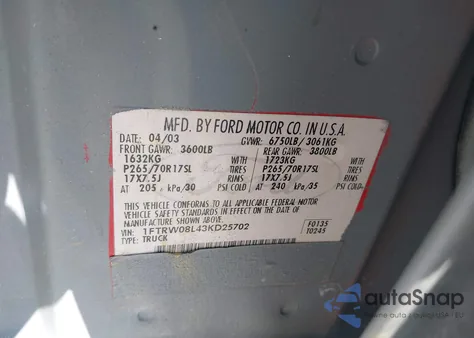 MFD. BY FORD MOTOR CO. IN U.S.A.
DATE: 04/03 GVWR: 6750LB/ 3061KG
FRONT GAWR: 3600LB REAR GAWR: 3800LB
1632KG WITH 1723KG WITH
P265/70R17SL TIRES P265/70R17SL TIRES
17X7.5J RIMS 17X7.5J RIMS
AT 205 kPa/30 PSI COLD AT 240 kPa/35 PSI COLD
THIS VEHICLE CONFORMS TO ALL APPLICABLE FEDERAL MOTOR
VEHICLE SAFETY STANDARDS IN EFFECT ON THE DATE OF
MANUFACTURE SHOWN ABOVE.
VIN: 1FTRW08L43KD25702 F0135
TYPE: TRUCK T0245
autoSnap